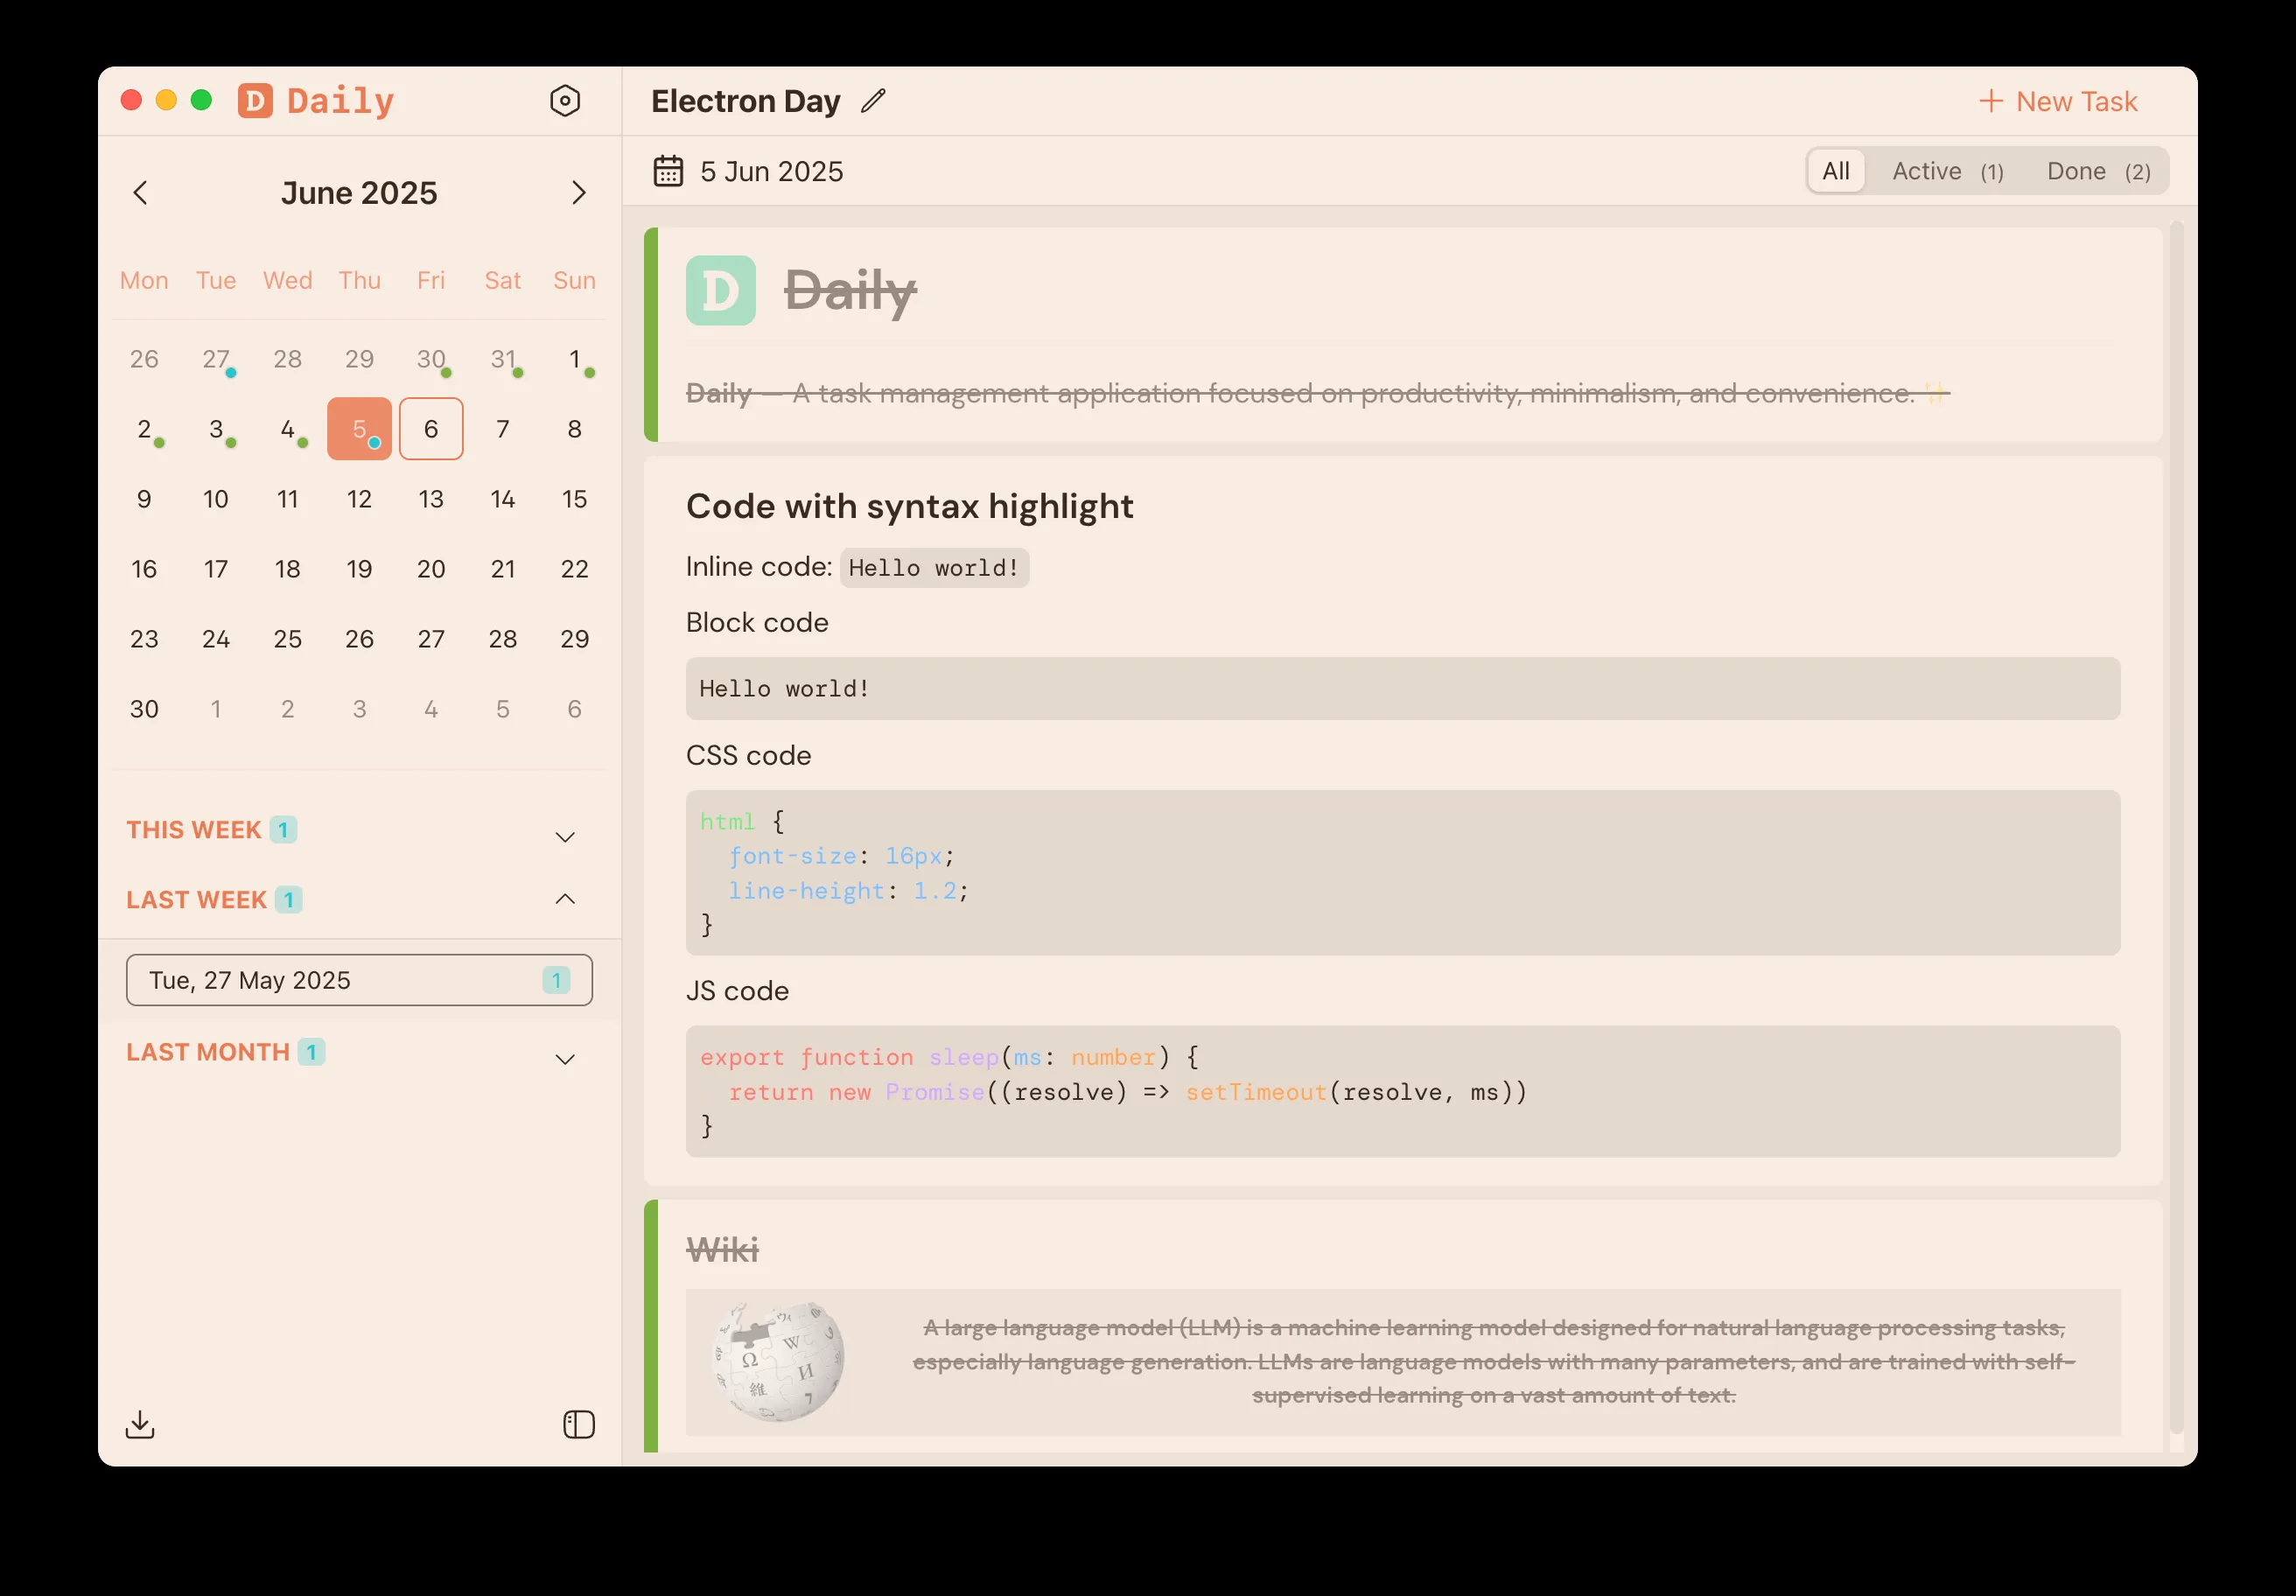 D Daily
June 2025
Mon Tue Wed Thu Fri Sat Sun
26 27 28 29 30 31 1
2 3 4 5 6 7 8
9 10 11 12 13 14 15
16 17 18 19 20 21 22
23 24 25 26 27 28 29
30 1 2 3 4 5 6
THIS WEEK 1
LAST WEEK 1
Tue, 27 May 2025 1
LAST MONTH 1
Electron Day
+ New Task
5 Jun 2025
All Active (1) Done (2)
D Daily
Daily — A task management application focused on productivity, minimalism, and convenience. ✨
Code with syntax highlight
Inline code: Hello world!
Block code
Hello world!
CSS code
html {
  font-size: 16px;
  line-height: 1.2;
}
JS code
export function sleep(ms: number) {
  return new Promise((resolve) => setTimeout(resolve, ms))
}
Wiki
Ω W И 維
A large language model (LLM) is a machine learning model designed for natural language processing tasks,
especially language generation. LLMs are language models with many parameters, and are trained with self-
supervised learning on a vast amount of text.